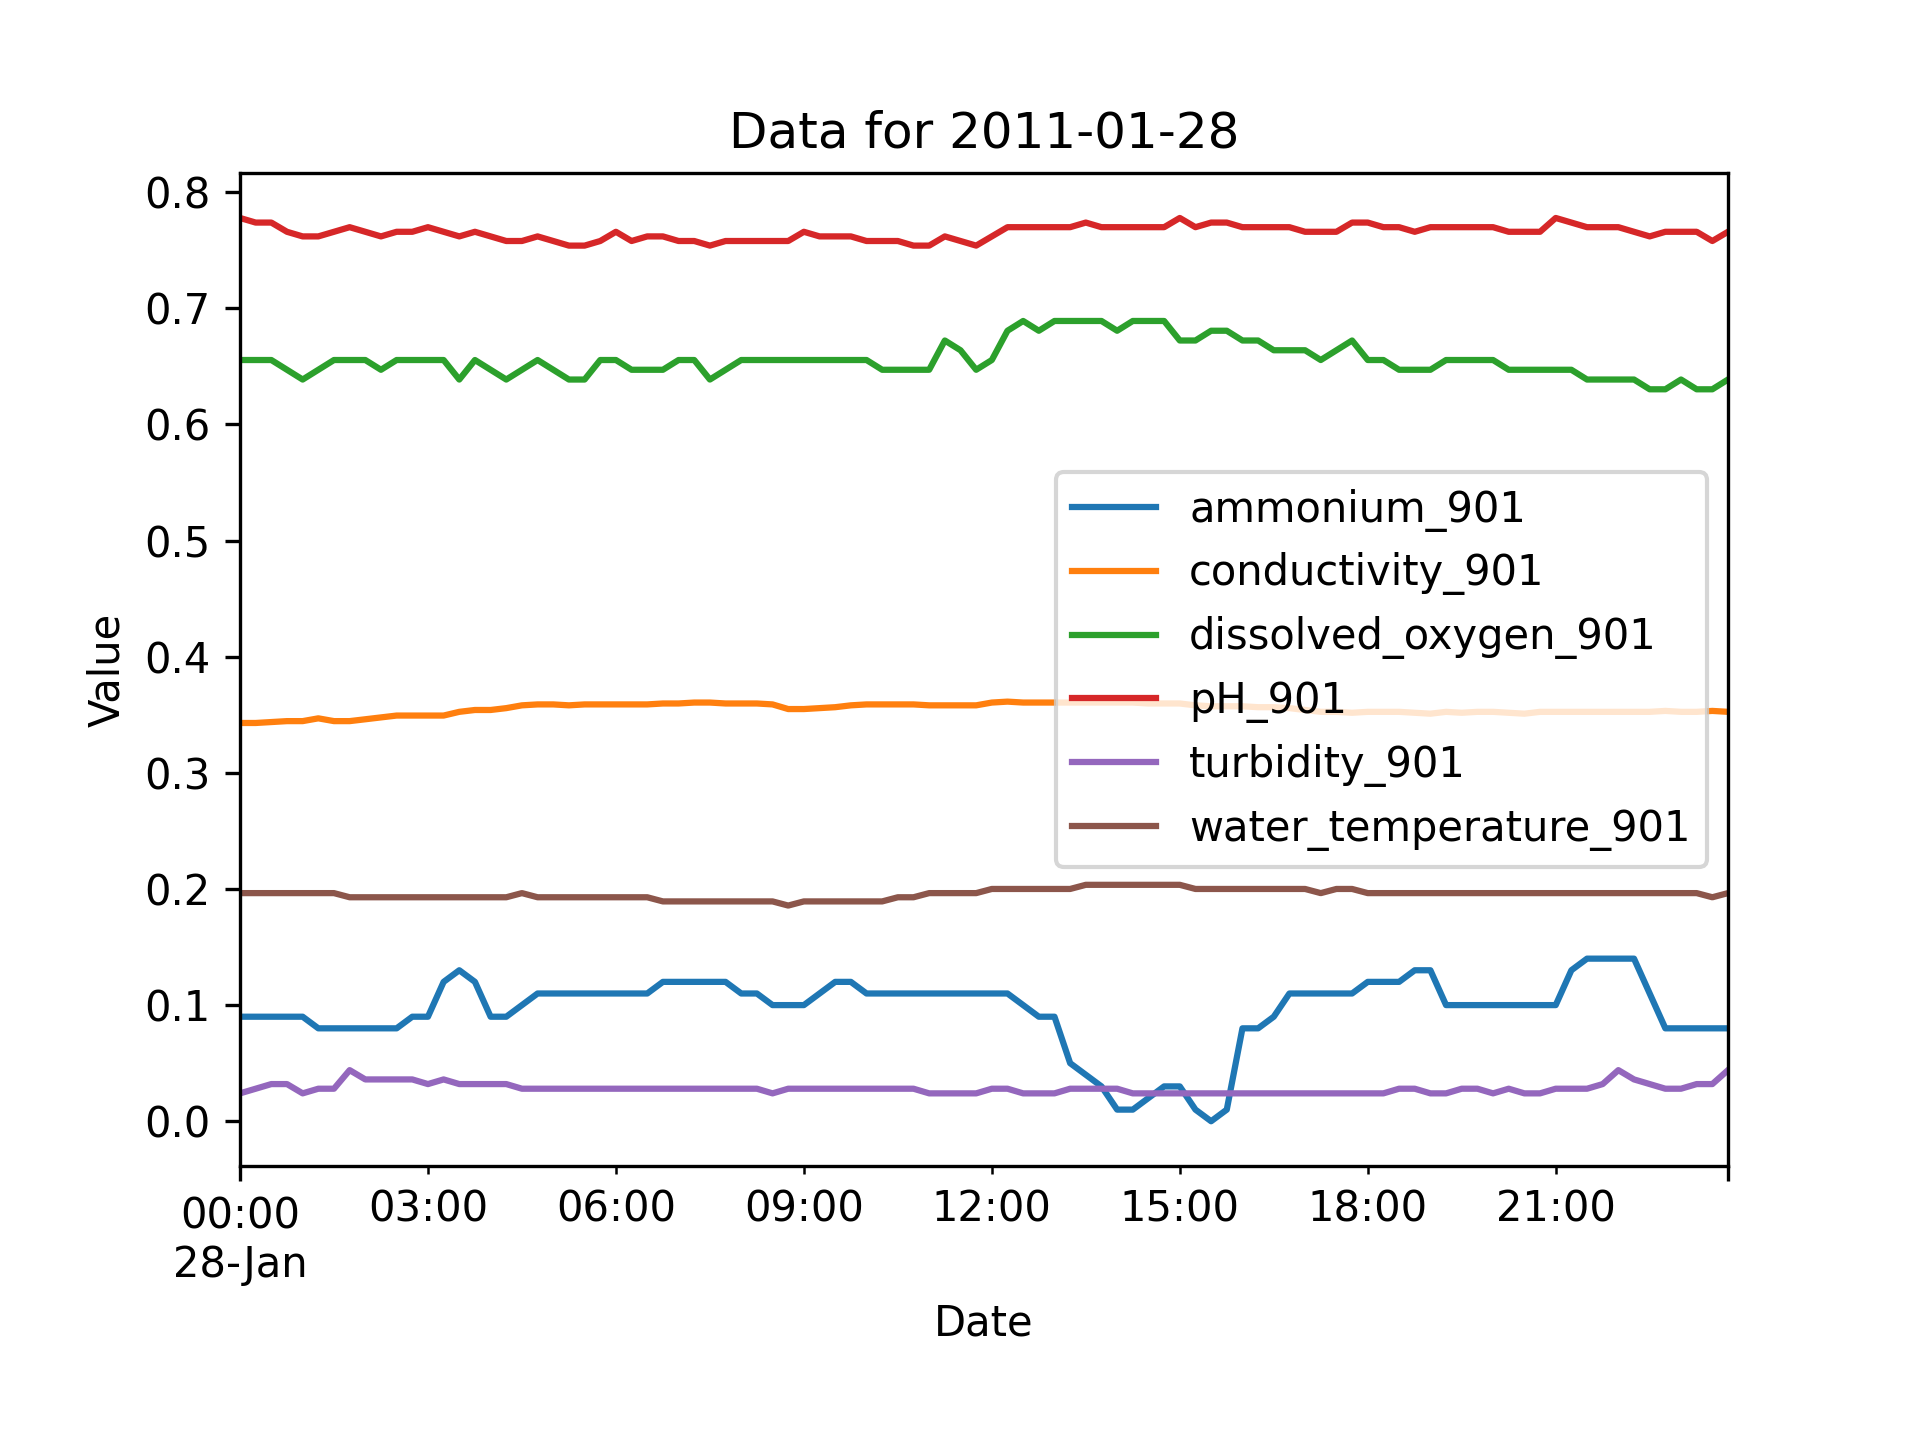 Data for 2011-01-28
0.8
0.7
0.6
0.5
0.4
0.3
0.2
0.1
0.0
Value
ammonium_901
conductivity_901
dissolved_oxygen_901
pH_901
turbidity_901
water_temperature_901
00:00 03:00 06:00 09:00 12:00 15:00 18:00 21:00
28-Jan
Date